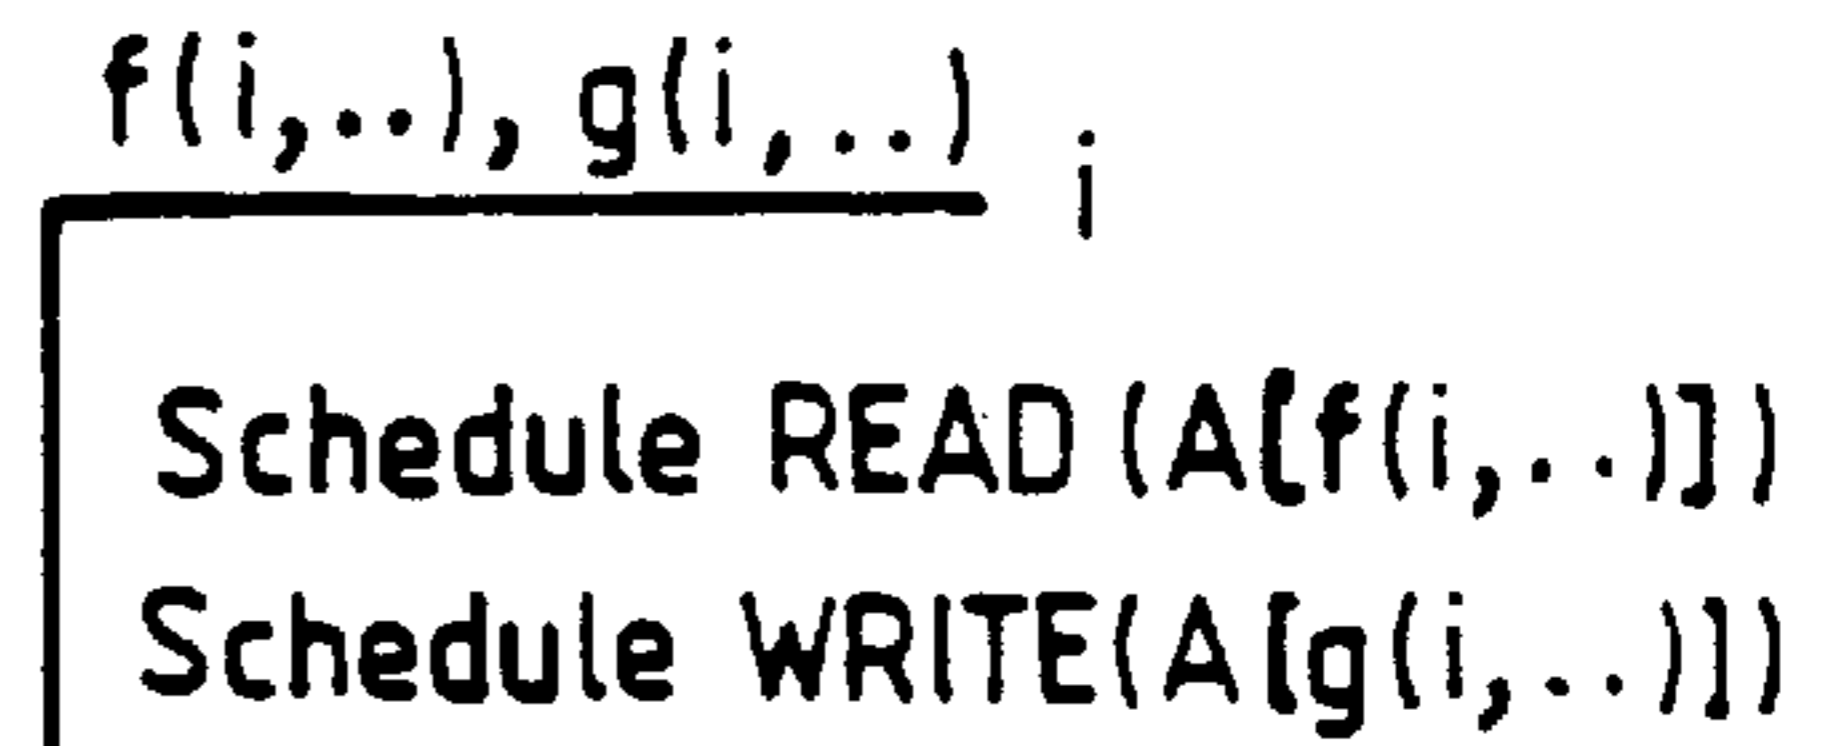 f(i,..), g(i,..)
i
Schedule READ (A[f(i,..)])
Schedule WRITE(A[g(i,..)])